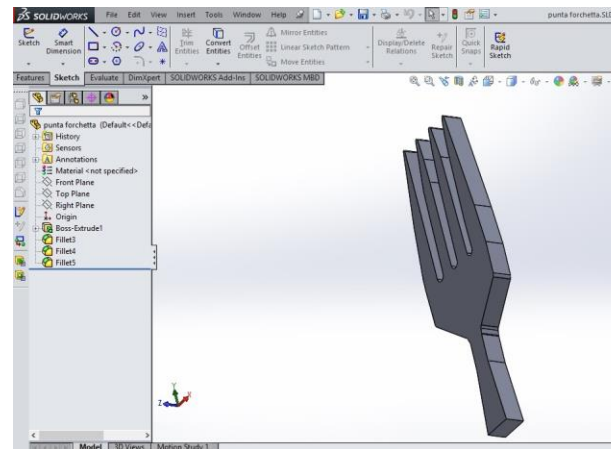 SOLIDWORKS File Edit View Insert Tools Window Help punta forchetta.SL
Sketch Smart Dimension Trim Entities Convert Entities Offset Entities Mirror Entities Linear Sketch Pattern Move Entities Display/Delete Relations Repair Sketch Quick Snaps Rapid Sketch
Features Sketch Evaluate DimXpert SOLIDWORKS Add-Ins SOLIDWORKS MBD
punta forchetta (Default<<Defa
History
Sensors
Annotations
Material <not specified>
Front Plane
Top Plane
Right Plane
Origin
Boss-Extrude1
Fillet3
Fillet4
Fillet5
Y
Z X
Model 3D Views Motion Study 1